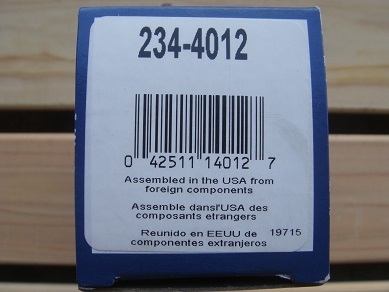 234-4012
0 42511 14012 7
Assembled in the USA from
foreign components
Assemble dansl'USA des
composants etrangers
Reunido en EEUU de 19715
componentes extranjeros